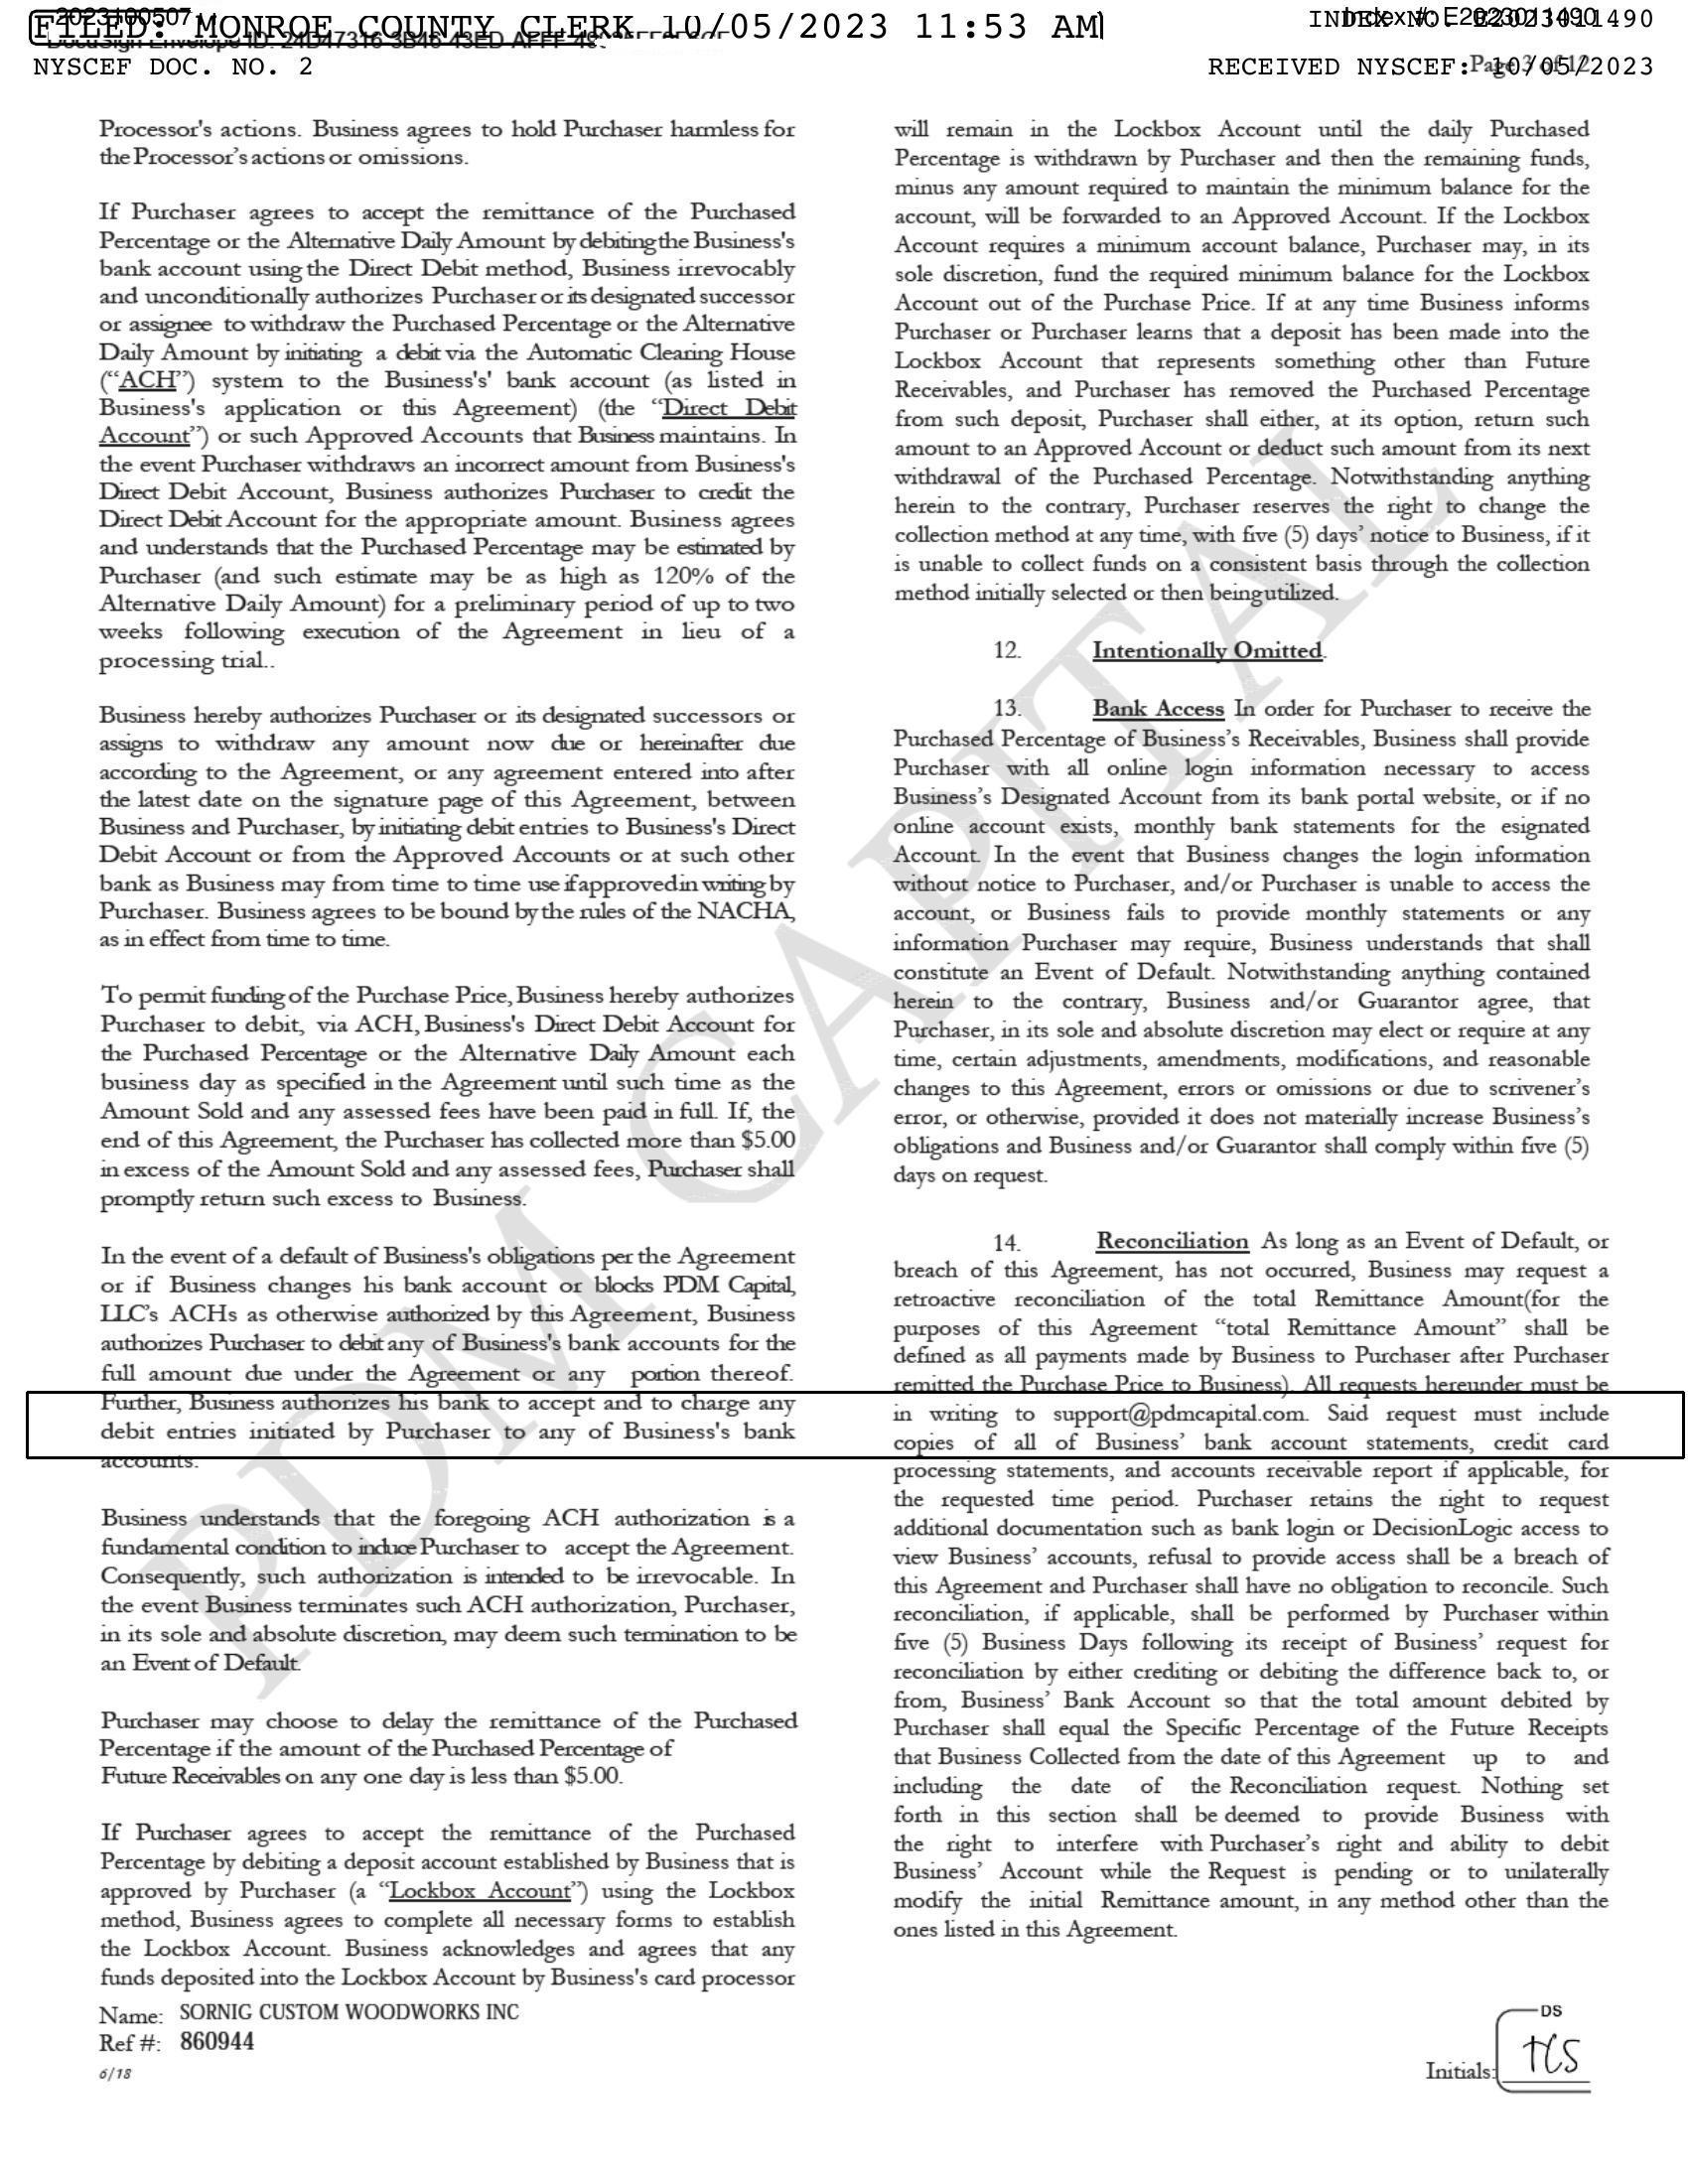 202310050711
FILED: MONROE COUNTY CLERK 10/05/2023 11:53 AM
INDEX NO. E2023011490
Index #: E2023011490
NYSCEF DOC. NO. 2
RECEIVED NYSCEF: 10/05/2023
Page 3 of 12
Processor's actions. Business agrees to hold Purchaser harmless for
the Processor's actions or omissions.
If Purchaser agrees to accept the remittance of the Purchased
Percentage or the Alternative Daily Amount by debiting the Business's
bank account using the Direct Debit method, Business irrevocably
and unconditionally authorizes Purchaser or its designated successor
or assignee to withdraw the Purchased Percentage or the Alternative
Daily Amount by initiating a debit via the Automatic Clearing House
(“ACH”) system to the Business's' bank account (as listed in
Business's application or this Agreement) (the “Direct Debit
Account”) or such Approved Accounts that Business maintains. In
the event Purchaser withdraws an incorrect amount from Business's
Direct Debit Account, Business authorizes Purchaser to credit the
Direct Debit Account for the appropriate amount. Business agrees
and understands that the Purchased Percentage may be estimated by
Purchaser (and such estimate may be as high as 120% of the
Alternative Daily Amount) for a preliminary period of up to two
weeks following execution of the Agreement in lieu of a
processing trial..
Business hereby authorizes Purchaser or its designated successors or
assigns to withdraw any amount now due or hereinafter due
according to the Agreement, or any agreement entered into after
the latest date on the signature page of this Agreement, between
Business and Purchaser, by initiating debit entries to Business's Direct
Debit Account or from the Approved Accounts or at such other
bank as Business may from time to time use if approved in writing by
Purchaser. Business agrees to be bound by the rules of the NACHA,
as in effect from time to time.
To permit funding of the Purchase Price, Business hereby authorizes
Purchaser to debit, via ACH, Business's Direct Debit Account for
the Purchased Percentage or the Alternative Daily Amount each
business day as specified in the Agreement until such time as the
Amount Sold and any assessed fees have been paid in full. If, the
end of this Agreement, the Purchaser has collected more than $5.00
in excess of the Amount Sold and any assessed fees, Purchaser shall
promptly return such excess to Business.
In the event of a default of Business's obligations per the Agreement
or if Business changes his bank account or blocks PDM Capital,
LLC's ACHs as otherwise authorized by this Agreement, Business
authorizes Purchaser to debit any of Business's bank accounts for the
full amount due under the Agreement or any portion thereof.
Further, Business authorizes his bank to accept and to charge any
debit entries initiated by Purchaser to any of Business's bank
accounts.
Business understands that the foregoing ACH authorization is a
fundamental condition to induce Purchaser to accept the Agreement.
Consequently, such authorization is intended to be irrevocable. In
the event Business terminates such ACH authorization, Purchaser,
in its sole and absolute discretion, may deem such termination to be
an Event of Default.
Purchaser may choose to delay the remittance of the Purchased
Percentage if the amount of the Purchased Percentage of
Future Receivables on any one day is less than $5.00.
If Purchaser agrees to accept the remittance of the Purchased
Percentage by debiting a deposit account established by Business that is
approved by Purchaser (a “Lockbox Account”) using the Lockbox
method, Business agrees to complete all necessary forms to establish
the Lockbox Account. Business acknowledges and agrees that any
funds deposited into the Lockbox Account by Business's card processor
will remain in the Lockbox Account until the daily Purchased
Percentage is withdrawn by Purchaser and then the remaining funds,
minus any amount required to maintain the minimum balance for the
account, will be forwarded to an Approved Account. If the Lockbox
Account requires a minimum account balance, Purchaser may, in its
sole discretion, fund the required minimum balance for the Lockbox
Account out of the Purchase Price. If at any time Business informs
Purchaser or Purchaser learns that a deposit has been made into the
Lockbox Account that represents something other than Future
Receivables, and Purchaser has removed the Purchased Percentage
from such deposit, Purchaser shall either, at its option, return such
amount to an Approved Account or deduct such amount from its next
withdrawal of the Purchased Percentage. Notwithstanding anything
herein to the contrary, Purchaser reserves the right to change the
collection method at any time, with five (5) days' notice to Business, if it
is unable to collect funds on a consistent basis through the collection
method initially selected or then being utilized.
12. Intentionally Omitted.
13. Bank Access In order for Purchaser to receive the
Purchased Percentage of Business's Receivables, Business shall provide
Purchaser with all online login information necessary to access
Business's Designated Account from its bank portal website, or if no
online account exists, monthly bank statements for the esignated
Account. In the event that Business changes the login information
without notice to Purchaser, and/or Purchaser is unable to access the
account, or Business fails to provide monthly statements or any
information Purchaser may require, Business understands that shall
constitute an Event of Default. Notwithstanding anything contained
herein to the contrary, Business and/or Guarantor agree, that
Purchaser, in its sole and absolute discretion may elect or require at any
time, certain adjustments, amendments, modifications, and reasonable
changes to this Agreement, errors or omissions or due to scrivener's
error, or otherwise, provided it does not materially increase Business's
obligations and Business and/or Guarantor shall comply within five (5)
days on request.
14. Reconciliation As long as an Event of Default, or
breach of this Agreement, has not occurred, Business may request a
retroactive reconciliation of the total Remittance Amount(for the
purposes of this Agreement “total Remittance Amount” shall be
defined as all payments made by Business to Purchaser after Purchaser
remitted the Purchase Price to Business). All requests hereunder must be
in writing to support@pdmcapital.com. Said request must include
copies of all of Business' bank account statements, credit card
processing statements, and accounts receivable report if applicable, for
the requested time period. Purchaser retains the right to request
additional documentation such as bank login or DecisionLogic access to
view Business' accounts, refusal to provide access shall be a breach of
this Agreement and Purchaser shall have no obligation to reconcile. Such
reconciliation, if applicable, shall be performed by Purchaser within
five (5) Business Days following its receipt of Business' request for
reconciliation by either crediting or debiting the difference back to, or
from, Business' Bank Account so that the total amount debited by
Purchaser shall equal the Specific Percentage of the Future Receipts
that Business Collected from the date of this Agreement up to and
including the date of the Reconciliation request. Nothing set
forth in this section shall be deemed to provide Business with
the right to interfere with Purchaser's right and ability to debit
Business' Account while the Request is pending or to unilaterally
modify the initial Remittance amount, in any method other than the
ones listed in this Agreement.
PDM CAPITAL
Name: SORNIG CUSTOM WOODWORKS INC
Ref #: 860944
6/18
DS
Initials: TCS